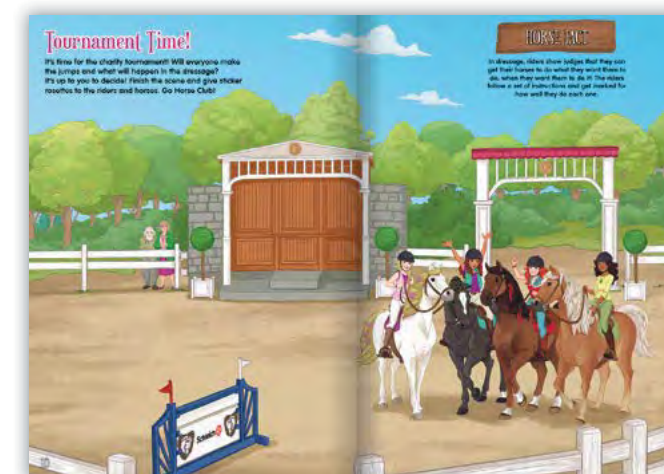 Tournament Time!
It's time for the charity tournament! Will everyone make
the jumps and what will happen in the dressage?
It's up to you to decide! Finish the scene and give sticker
rosettes to the riders and horses. Go Horse Club!
HORSE FACT
In dressage, riders show judges that they can
get their horses to do what they want them to
do, when they want them to do it! The riders
follow a set of instructions and get marked for
how well they do each one.
Schleich